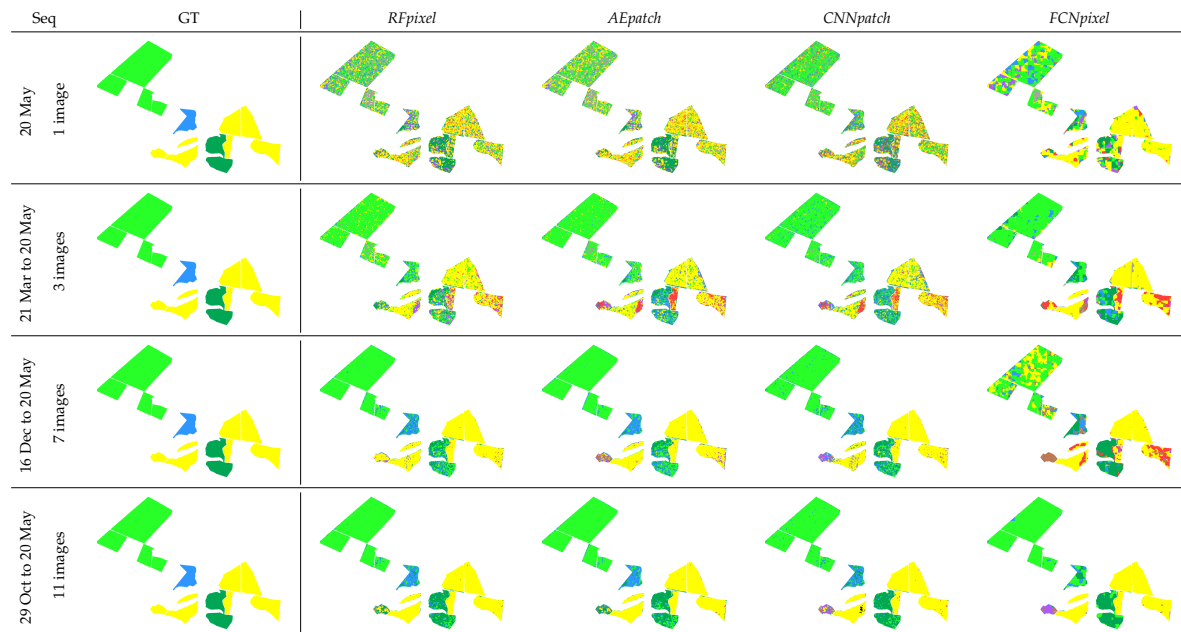 Seq GT RFpixel AEpatch CNNpatch FCNpixel
20 May
1 image
21 Mar to 20 May
3 images
16 Dec to 20 May
7 images
29 Oct to 20 May
11 images